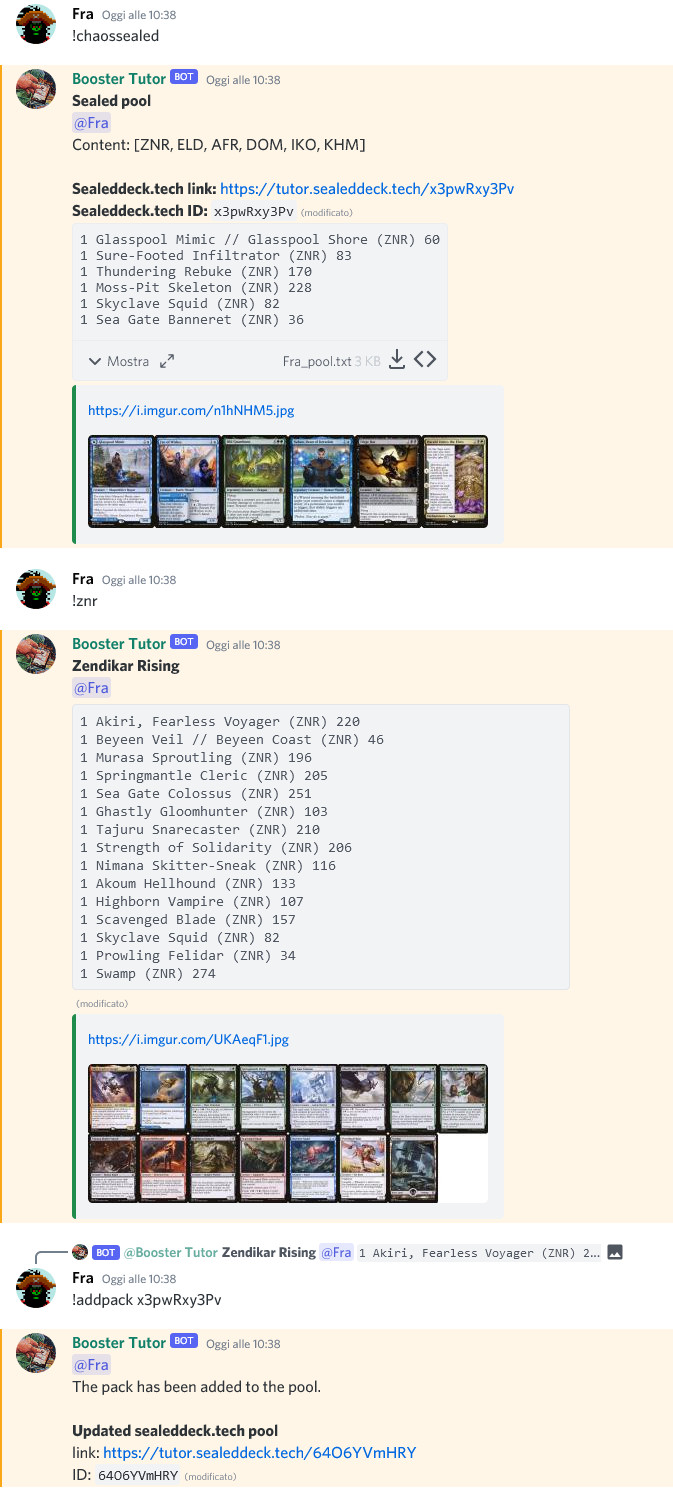 Fra Oggi alle 10:38
!chaossealed
Booster Tutor BOT Oggi alle 10:38
Sealed pool
@Fra
Content: [ZNR, ELD, AFR, DOM, IKO, KHM]
Sealeddeck.tech link: https://tutor.sealeddeck.tech/x3pwRxy3Pv
Sealeddeck.tech ID: x3pwRxy3Pv (modificato)
1 Glasspool Mimic // Glasspool Shore (ZNR) 60
1 Sure-Footed Infiltrator (ZNR) 83
1 Thundering Rebuke (ZNR) 170
1 Moss-Pit Skeleton (ZNR) 228
1 Skyclave Squid (ZNR) 82
1 Sea Gate Banneret (ZNR) 36
Mostra Fra_pool.txt 3 KB
https://i.imgur.com/n1hNHM5.jpg
Fra Oggi alle 10:38
!znr
Booster Tutor BOT Oggi alle 10:38
Zendikar Rising
@Fra
1 Akiri, Fearless Voyager (ZNR) 220
1 Beyeen Veil // Beyeen Coast (ZNR) 46
1 Murasa Sproutling (ZNR) 196
1 Springmantle Cleric (ZNR) 205
1 Sea Gate Colossus (ZNR) 251
1 Ghastly Gloomhunter (ZNR) 103
1 Tajuru Snarecaster (ZNR) 210
1 Strength of Solidarity (ZNR) 206
1 Nimana Skitter-Sneak (ZNR) 116
1 Akoum Hellhound (ZNR) 133
1 Highborn Vampire (ZNR) 107
1 Scavenged Blade (ZNR) 157
1 Skyclave Squid (ZNR) 82
1 Prowling Felidar (ZNR) 34
1 Swamp (ZNR) 274
(modificato)
https://i.imgur.com/UKAeqF1.jpg
BOT @Booster Tutor Zendikar Rising @Fra 1 Akiri, Fearless Voyager (ZNR) 2...
Fra Oggi alle 10:38
!addpack x3pwRxy3Pv
Booster Tutor BOT Oggi alle 10:38
@Fra
The pack has been added to the pool.
Updated sealeddeck.tech pool
link: https://tutor.sealeddeck.tech/64O6YVmHRY
ID: 64O6YVmHRY (modificato)